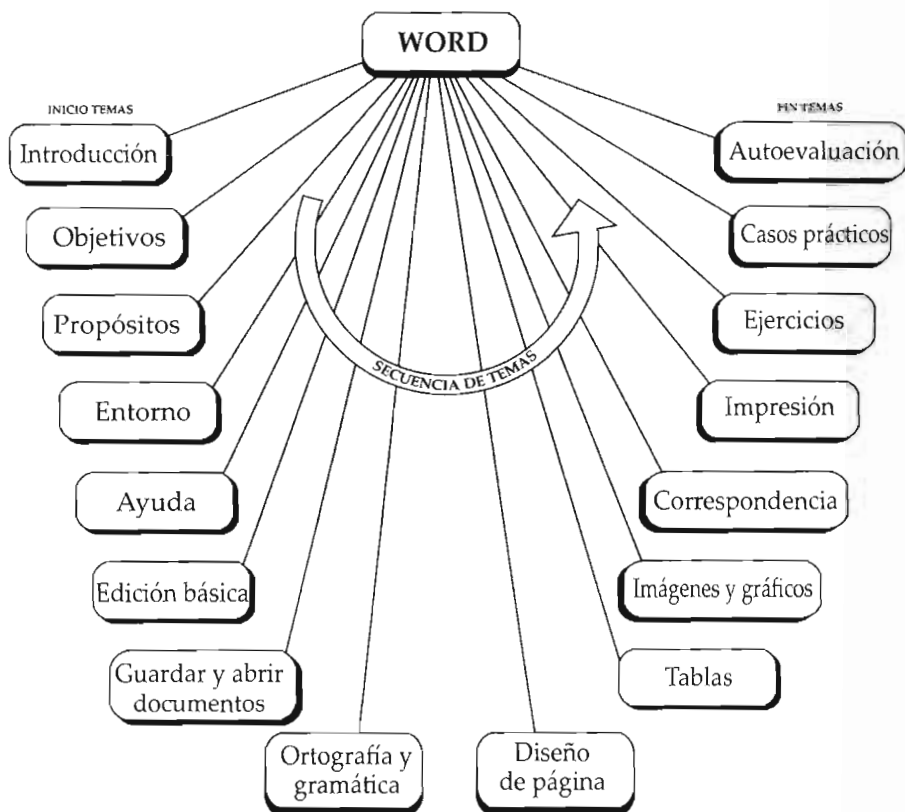 WORD
INICIO TEMAS
Introducción
Objetivos
Propósitos
Entorno
Ayuda
Edición básica
Guardar y abrir
documentos
Ortografía y
gramática
Diseño
de página
Tablas
Imágenes y gráficos
Correspondencia
Impresión
Ejercicios
Casos prácticos
Autoevaluación
FIN TEMAS
SECUENCIA DE TEMAS